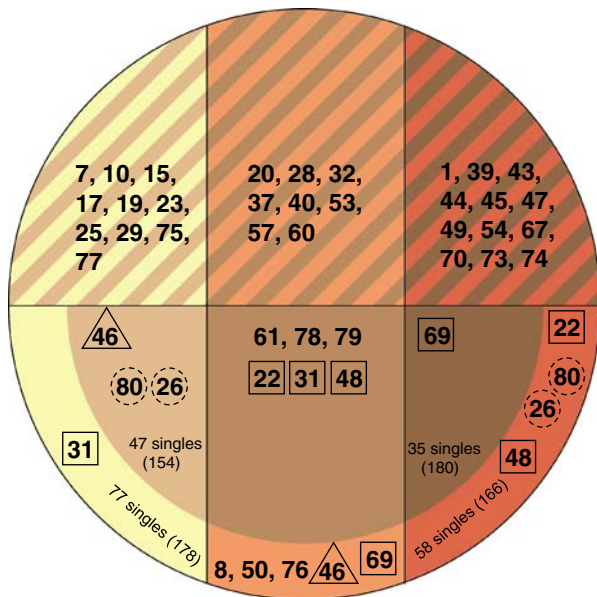 7, 10, 15,
17, 19, 23,
25, 29, 75,
77
20, 28, 32,
37, 40, 53,
57, 60
1, 39, 43,
44, 45, 47,
49, 54, 67,
70, 73, 74
46
80 26
31
47 singles
(154)
77 singles (178)
61, 78, 79
22 31 48
8, 50, 76 46 69
69
22
80
26
48
35 singles
(180)
58 singles (166)